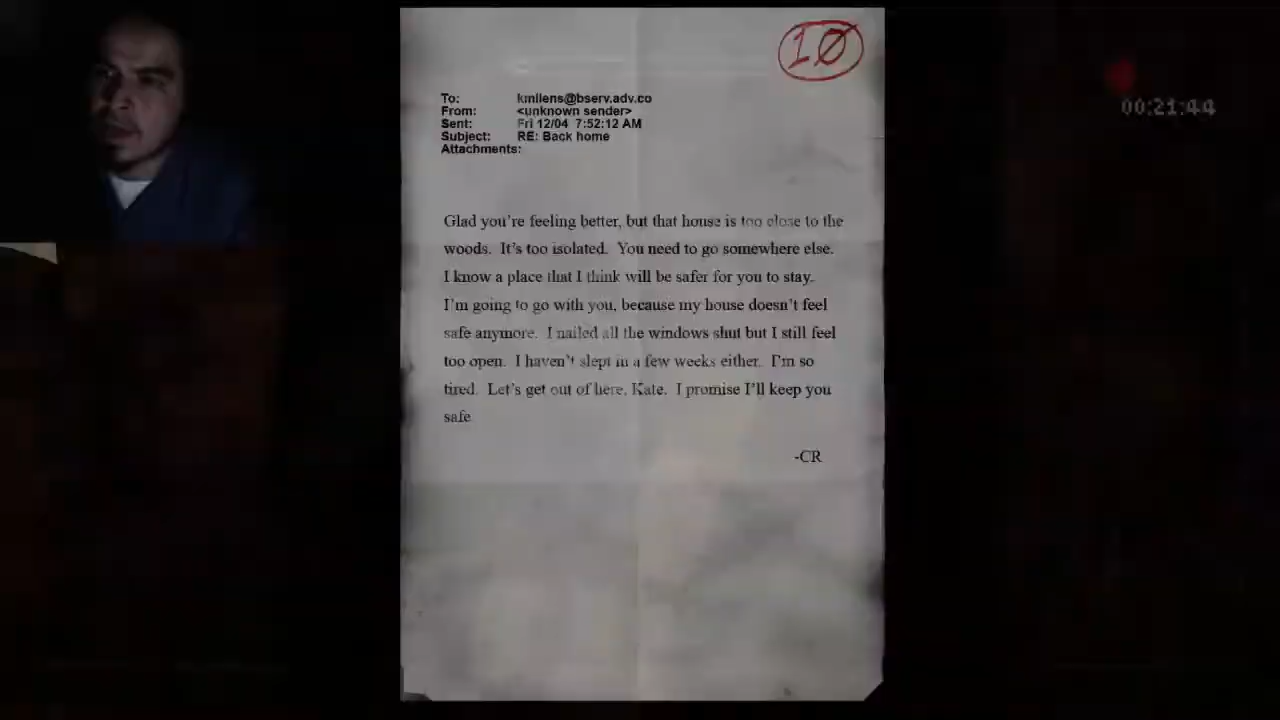 10
00:21:44
To: kmilens@bserv.adv.co
From: <unknown sender>
Sent: Fri 12/04 7:52:12 AM
Subject: RE: Back home
Attachments:
Glad you're feeling better, but that house is too close to the
woods. It's too isolated. You need to go somewhere else.
I know a place that I think will be safer for you to stay.
I'm going to go with you, because my house doesn't feel
safe anymore. I nailed all the windows shut but I still feel
too open. I haven't slept in a few weeks either. I'm so
tired. Let's get out of here, Kate. I promise I'll keep you
safe
-CR